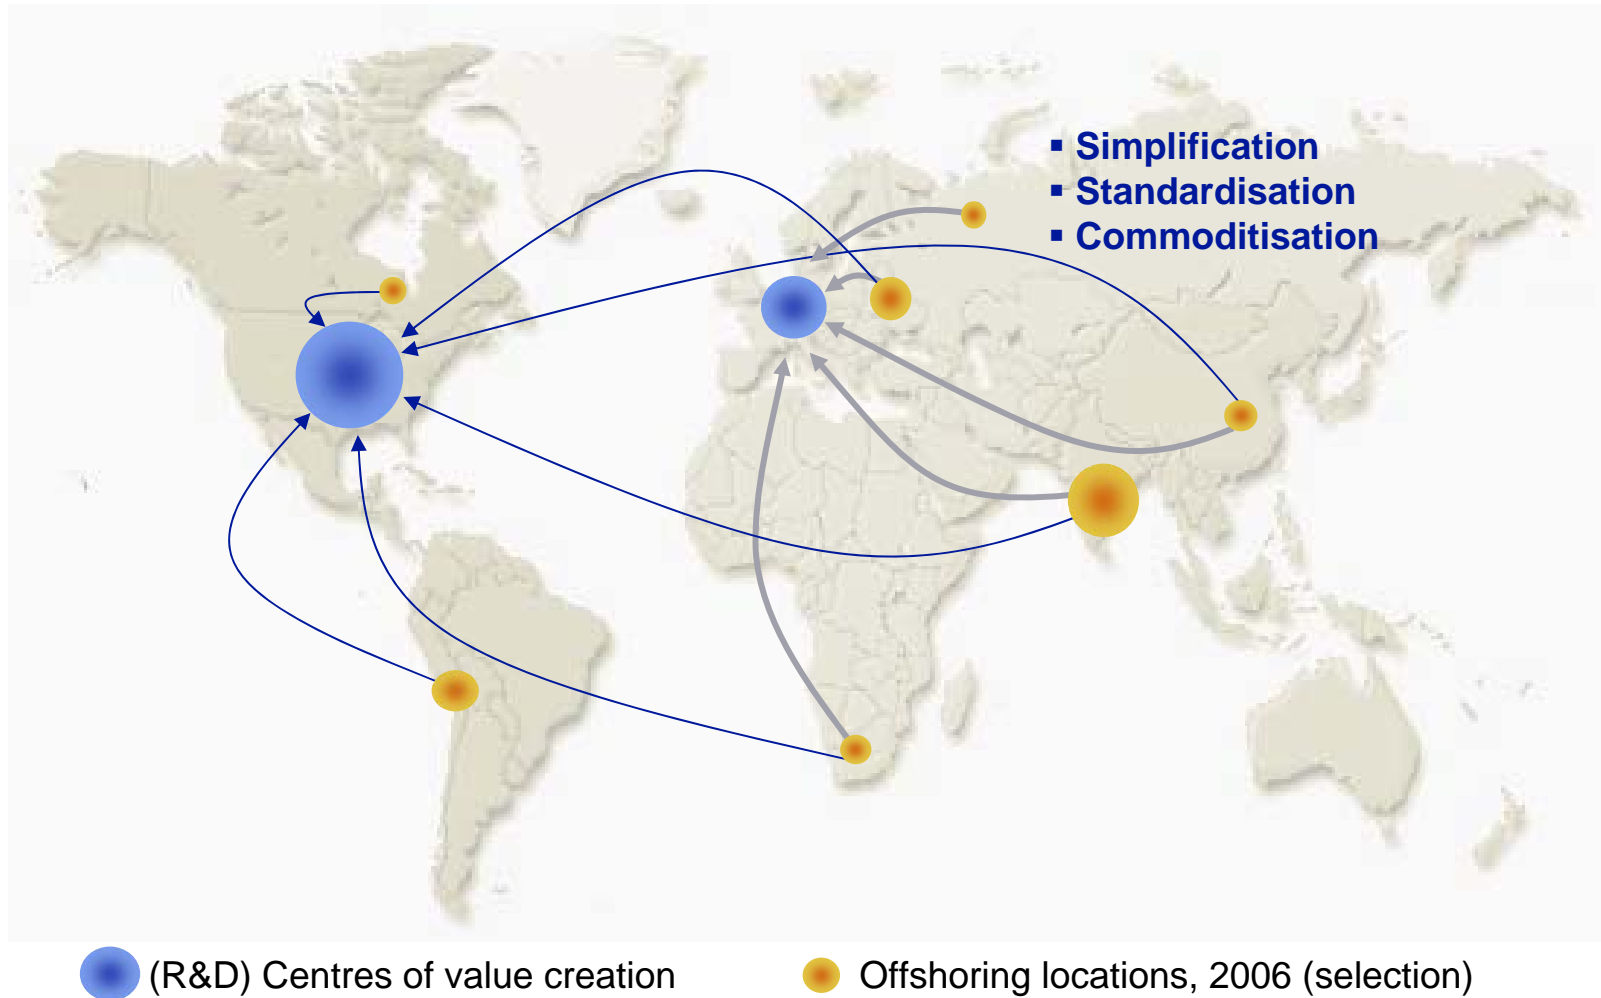 ▪ Simplification
▪ Standardisation
▪ Commoditisation
(R&D) Centres of value creation
Offshoring locations, 2006 (selection)